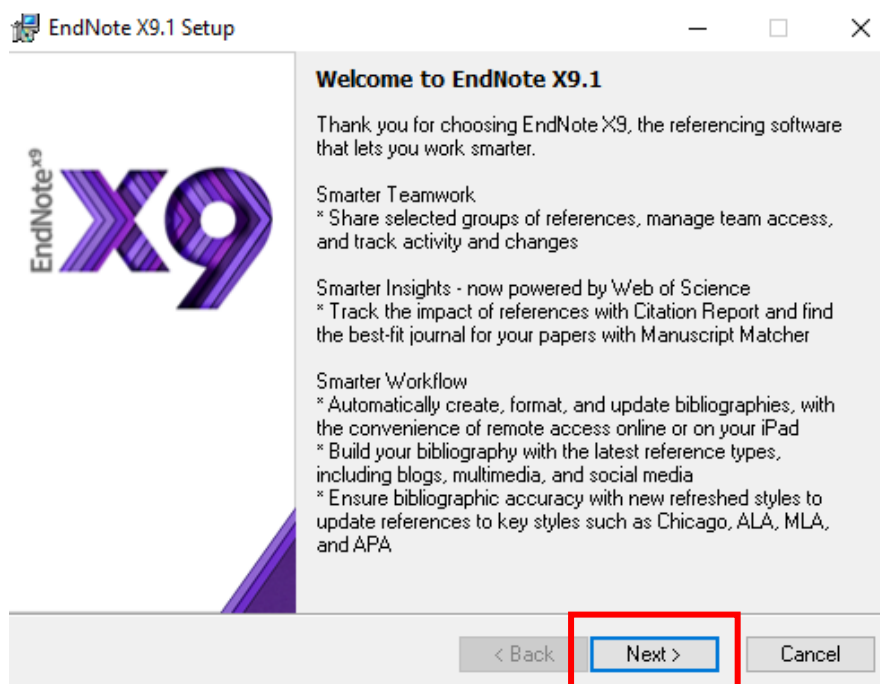 EndNote X9.1 Setup
Welcome to EndNote X9.1
Thank you for choosing EndNote X9, the referencing software
that lets you work smarter.
Smarter Teamwork
* Share selected groups of references, manage team access,
and track activity and changes
Smarter Insights - now powered by Web of Science
* Track the impact of references with Citation Report and find
the best-fit journal for your papers with Manuscript Matcher
Smarter Workflow
* Automatically create, format, and update bibliographies, with
the convenience of remote access online or on your iPad
* Build your bibliography with the latest reference types,
including blogs, multimedia, and social media
* Ensure bibliographic accuracy with new refreshed styles to
update references to key styles such as Chicago, ALA, MLA,
and APA
EndNote x9
X9
< Back
Next >
Cancel